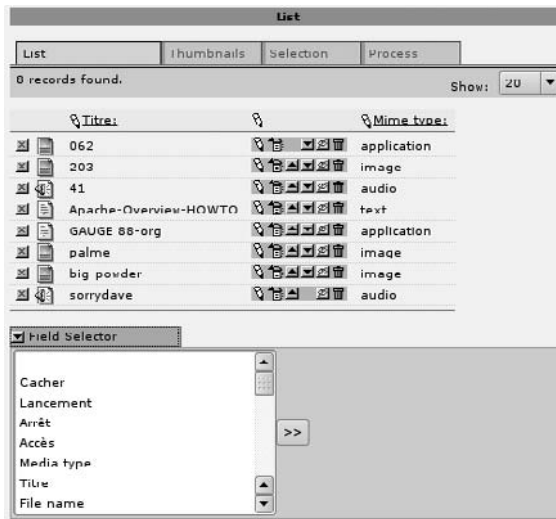 List
List Thumbnails Selection Process
0 records found.
Show: 20
Titre: Mime type:
062 application
203 image
41 audio
Apache-Overview-HOWTO text
GAUGE 88-org application
palme image
big powder image
sorrydave audio
Field Selector
Cacher
Lancement
Arrêt
Accès
Media type
Titre
File name
>>